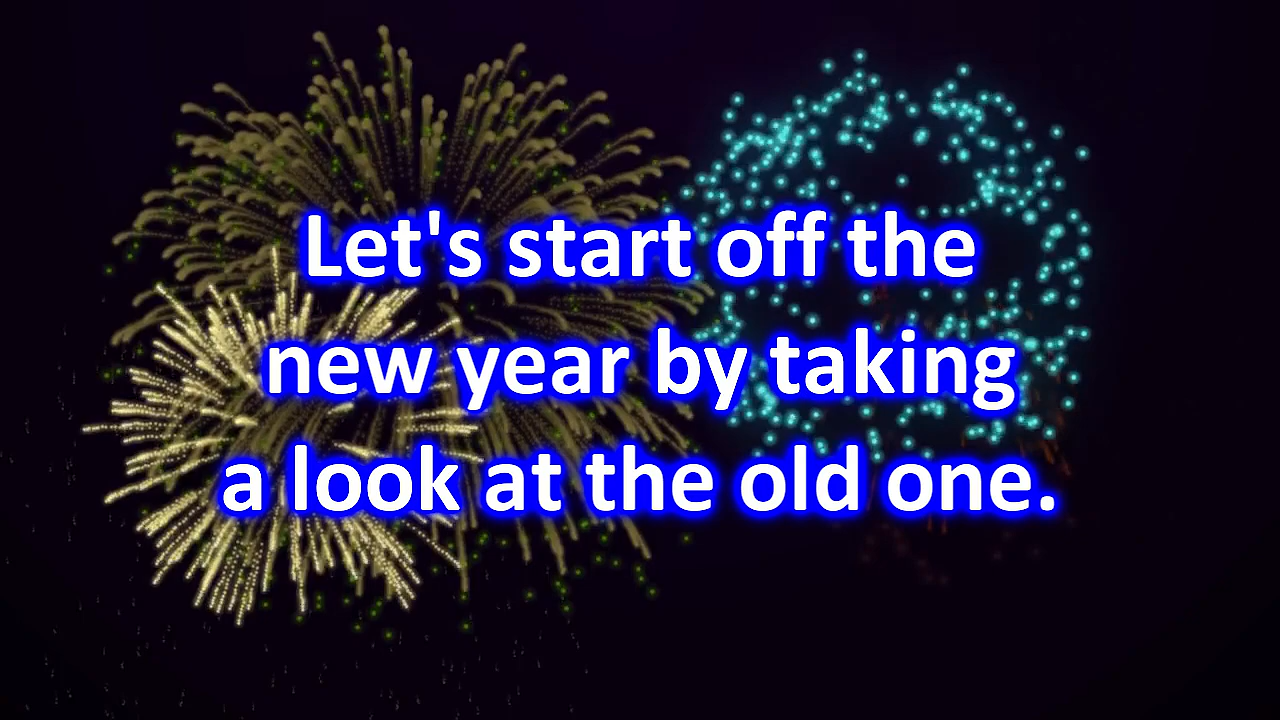 Let's start off the
new year by taking
a look at the old one.